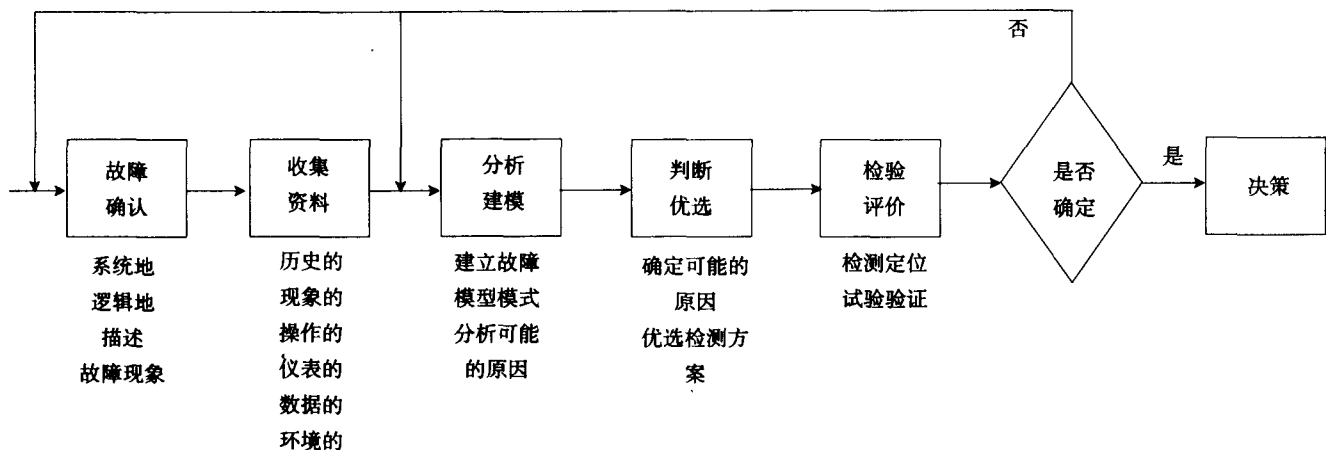 否
故障
确认
收集
资料
分析
建模
判断
优选
检验
评价
是否
确定
是
决策
系统地
逻辑地
描述
故障现象
历史的
现象的
操作的
仪表的
数据的
环境的
建立故障
模型模式
分析可能
的原因
确定可能的
原因
优选检测方
案
检测定位
试验验证